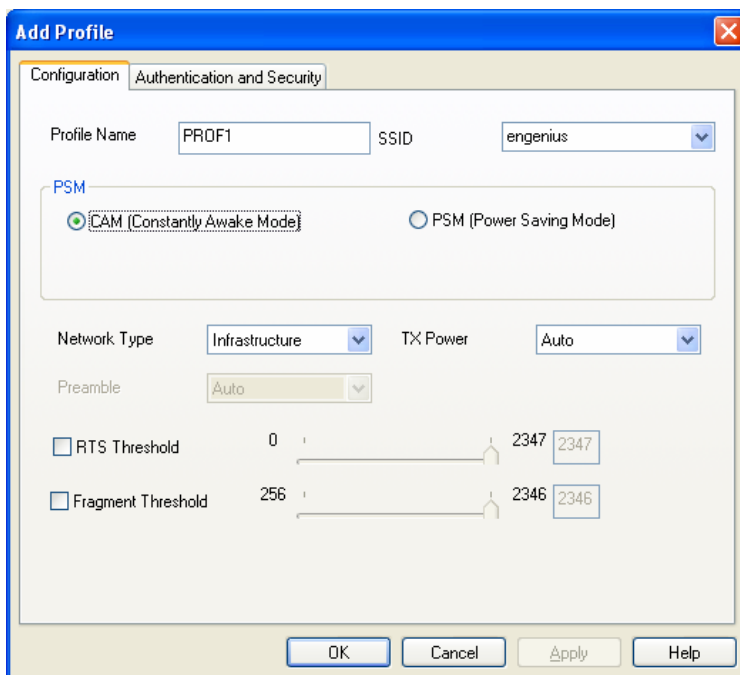 Add Profile
Configuration Authentication and Security
Profile Name PROF1 SSID engenius
PSM
CAM (Constantly Awake Mode) PSM (Power Saving Mode)
Network Type Infrastructure TX Power Auto
Preamble Auto
RTS Threshold 0 2347 2347
Fragment Threshold 256 2346 2346
OK Cancel Apply Help